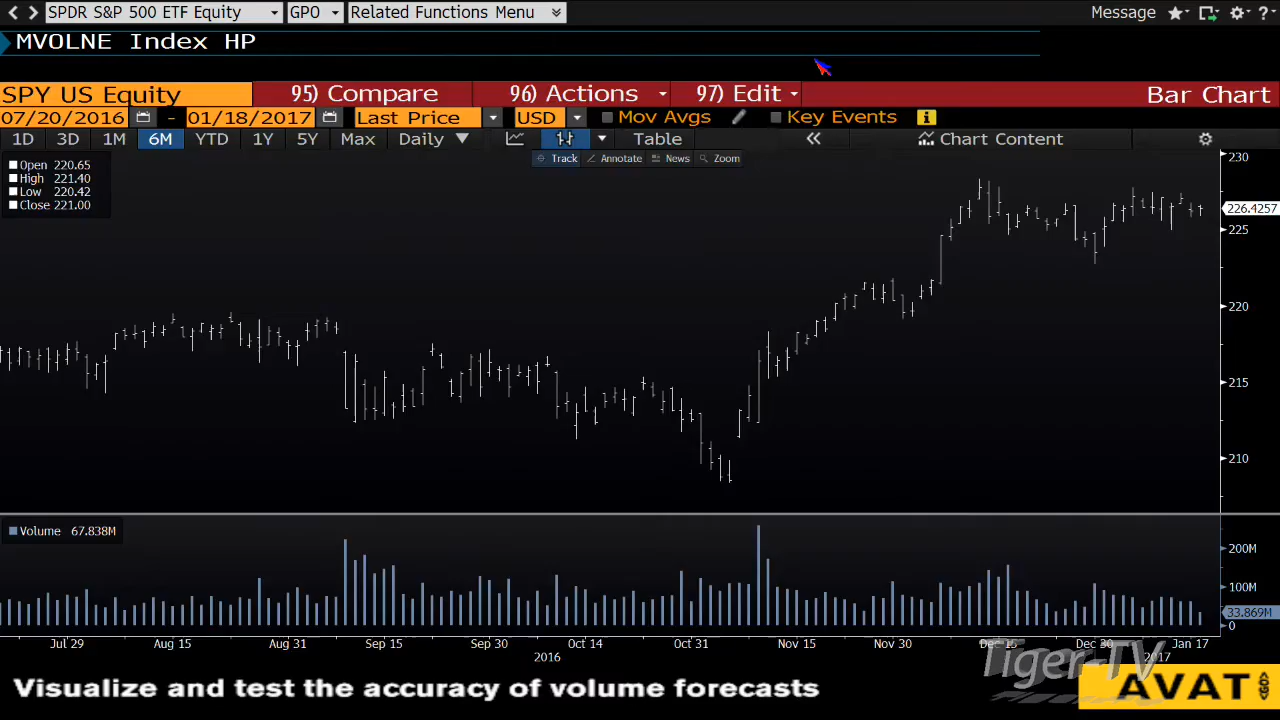 SPDR S&P 500 ETF Equity GPO Related Functions Menu Message ?
MVOLNE Index HP
SPY US Equity 95) Compare 96) Actions 97) Edit Bar Chart
07/20/2016 - 01/18/2017 Last Price USD Mov Avgs Key Events i
1D 3D 1M 6M YTD 1Y 5Y Max Daily Table « Chart Content
Track Annotate News Zoom
Open 220.65
High 221.40
Low 220.42
Close 221.00
230
226.4257
225
220
215
210
Volume 67.838M
200M
100M
33.869M
0
Jul 29 Aug 15 Aug 31 Sep 15 Sep 30 Oct 14 Oct 31 Nov 15 Nov 30 Dec 15 Dec 30 Jan 17
2016 2017
Tiger-TV
Visualize and test the accuracy of volume forecasts
AVAT